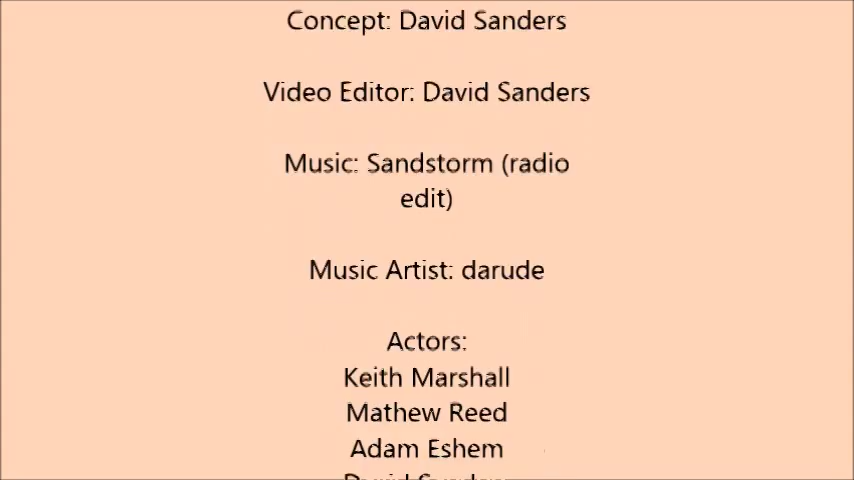 Concept: David Sanders
Video Editor: David Sanders
Music: Sandstorm (radio
edit)
Music Artist: darude
Actors:
Keith Marshall
Mathew Reed
Adam Eshem